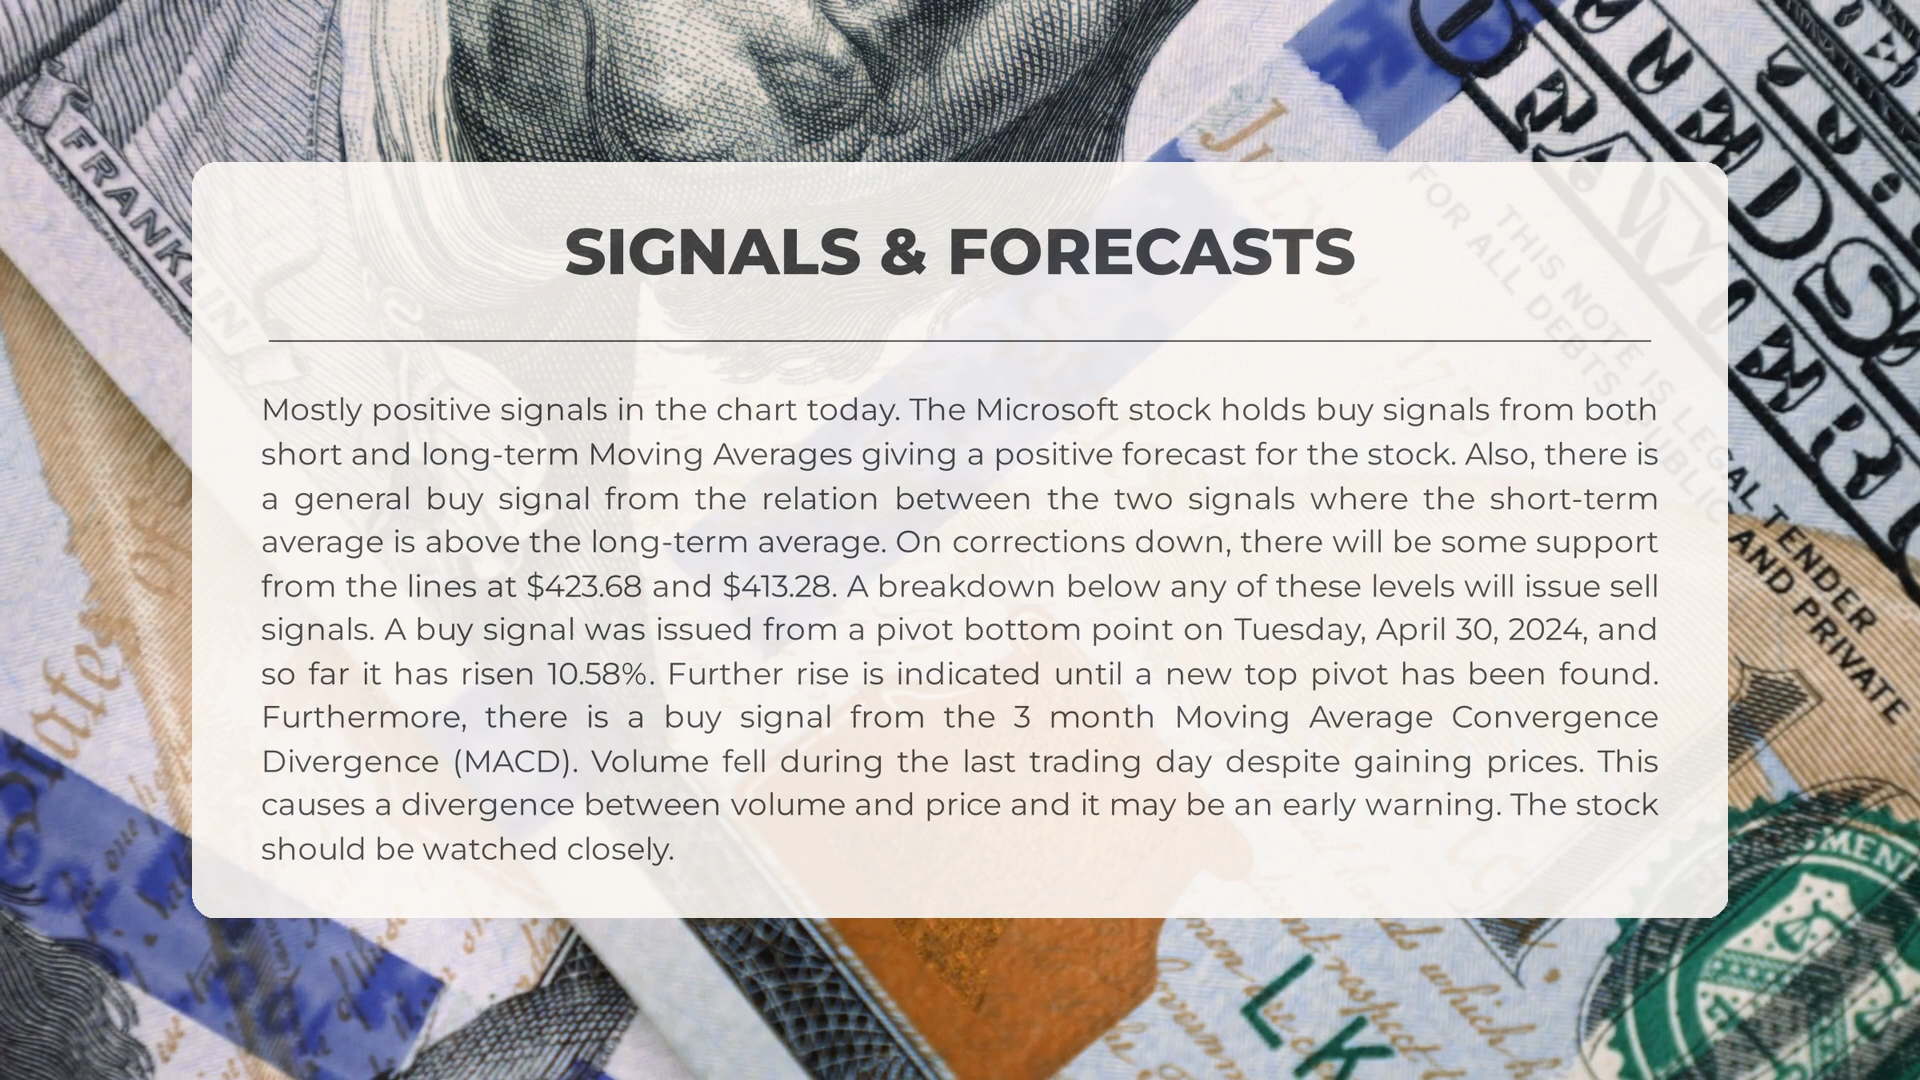 FRANKLIN
JULY 4, 17
THIS NOTE IS LEGAL TENDER
FOR ALL DEBTS, PUBLIC AND PRIVATE
SIGNALS & FORECASTS
Mostly positive signals in the chart today. The Microsoft stock holds buy signals from both
short and long-term Moving Averages giving a positive forecast for the stock. Also, there is
a general buy signal from the relation between the two signals where the short-term
average is above the long-term average. On corrections down, there will be some support
from the lines at $423.68 and $413.28. A breakdown below any of these levels will issue sell
signals. A buy signal was issued from a pivot bottom point on Tuesday, April 30, 2024, and
so far it has risen 10.58%. Further rise is indicated until a new top pivot has been found.
Furthermore, there is a buy signal from the 3 month Moving Average Convergence
Divergence (MACD). Volume fell during the last trading day despite gaining prices. This
causes a divergence between volume and price and it may be an early warning. The stock
should be watched closely.
L K